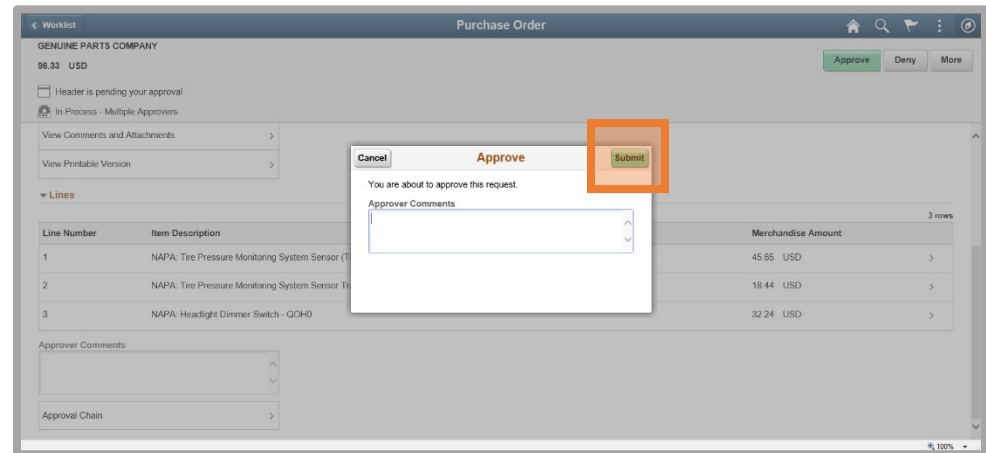 Worklist
Purchase Order
GENUINE PARTS COMPANY
96.33 USD
Approve Deny More
Header is pending your approval
In Process - Multiple Approvers
View Comments and Attachments
View Printable Version
Lines
Cancel Approve Submit
You are about to approve this request.
Approver Comments
3 rows
Line Number Item Description Merchandise Amount
1 NAPA: Tire Pressure Monitoring System Sensor (T 45.65 USD
2 NAPA: Tire Pressure Monitoring System Sensor Tr 18.44 USD
3 NAPA: Headlight Dimmer Switch - QOH0 32.24 USD
Approver Comments
Approval Chain
100%